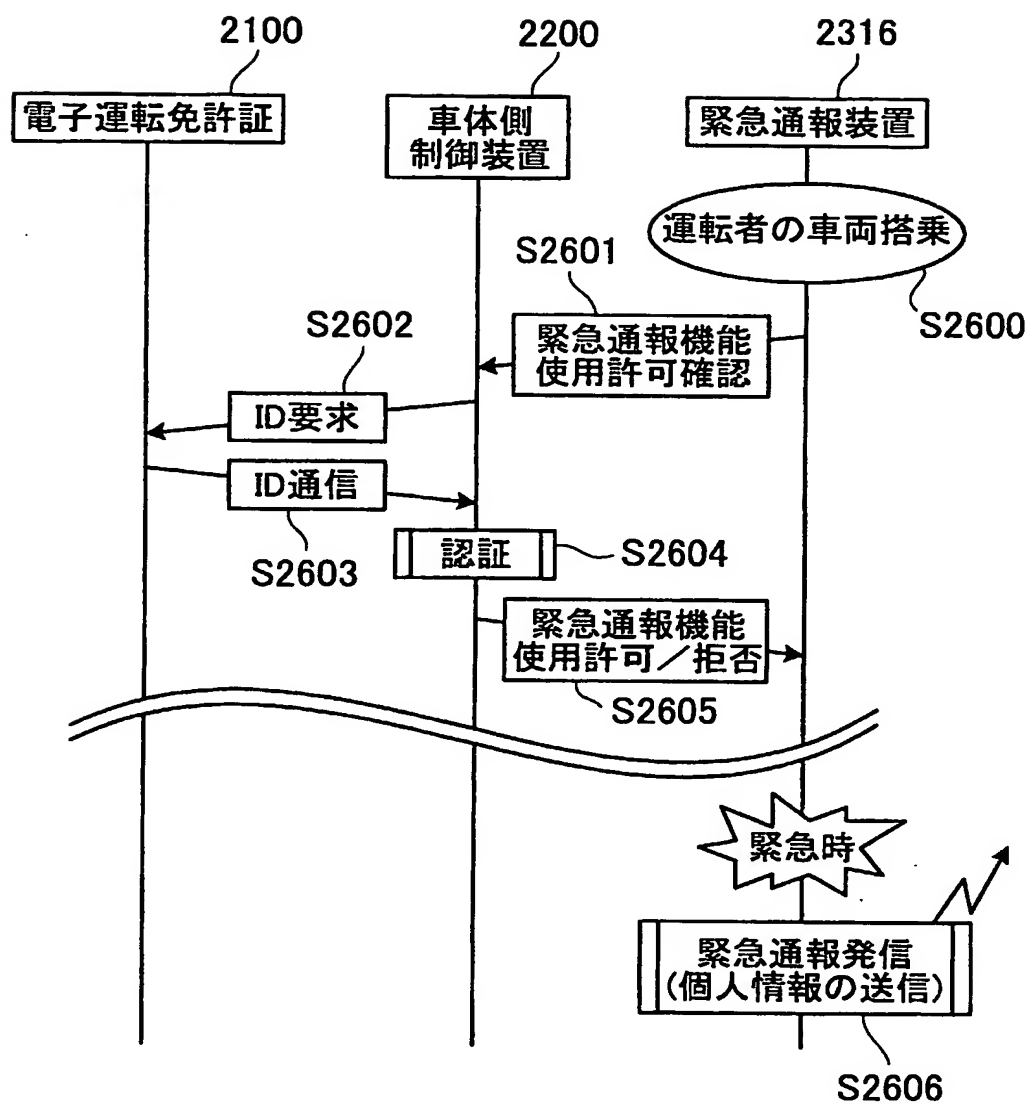 2100
2200
2316
電子運転免許証
車体側
制御装置
緊急通報装置
運転者の車両搭乗
S2600
S2601
緊急通報機能
使用許可確認
S2602
ID要求
ID通信
S2603
認証
S2604
緊急通報機能
使用許可／拒否
S2605
緊急時
緊急通報発信
(個人情報の送信)
S2606